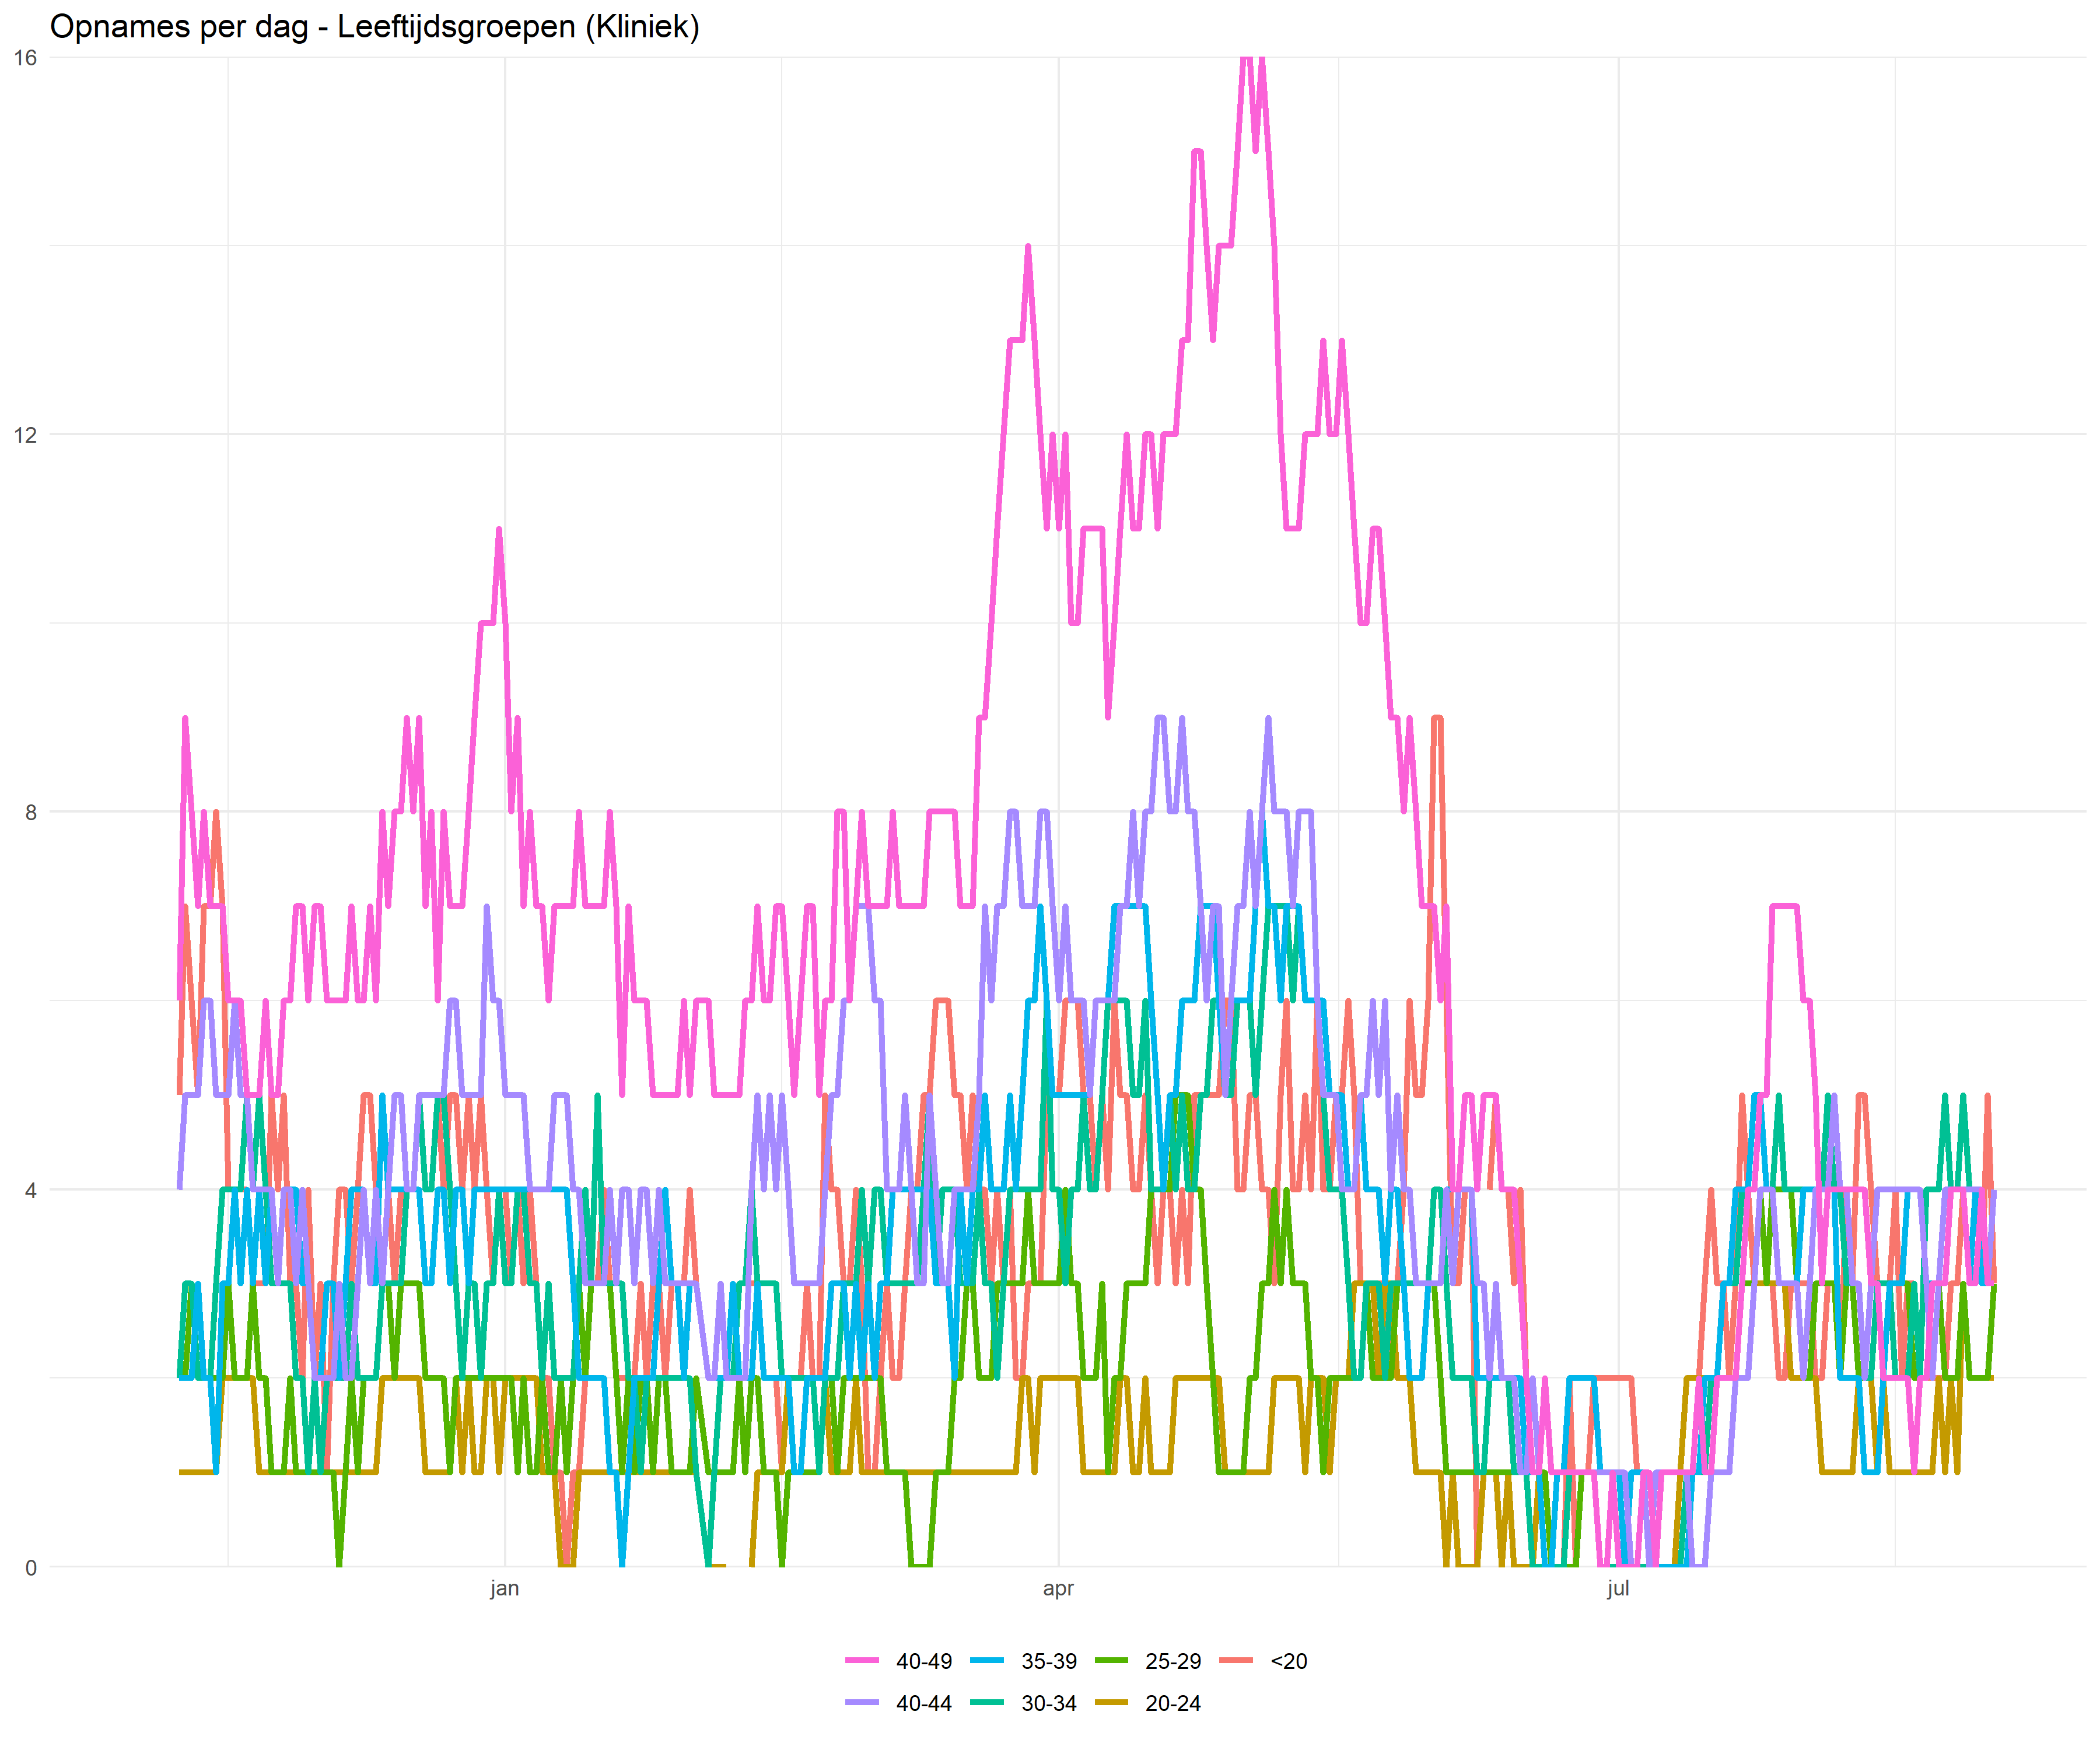 Opnames per dag - Leeftijdsgroepen (Kliniek)
16
12
8
4
0
jan apr jul
40-49 35-39 25-29 <20
40-44 30-34 20-24